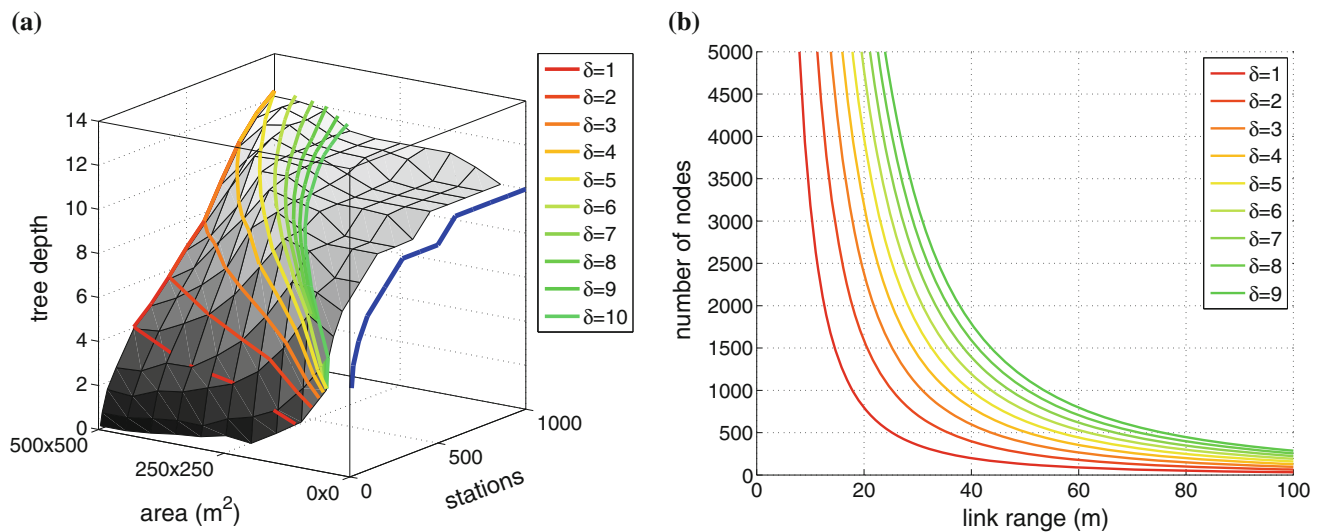 (a)
14
12
10
8
6
4
2
0
tree depth
500x500
250x250
0x0
area (m²)
0
500
1000
stations
δ=1
δ=2
δ=3
δ=4
δ=5
δ=6
δ=7
δ=8
δ=9
δ=10
(b)
5000
4500
4000
3500
3000
2500
2000
1500
1000
500
0
number of nodes
0
20
40
60
80
100
link range (m)
δ=1
δ=2
δ=3
δ=4
δ=5
δ=6
δ=7
δ=8
δ=9